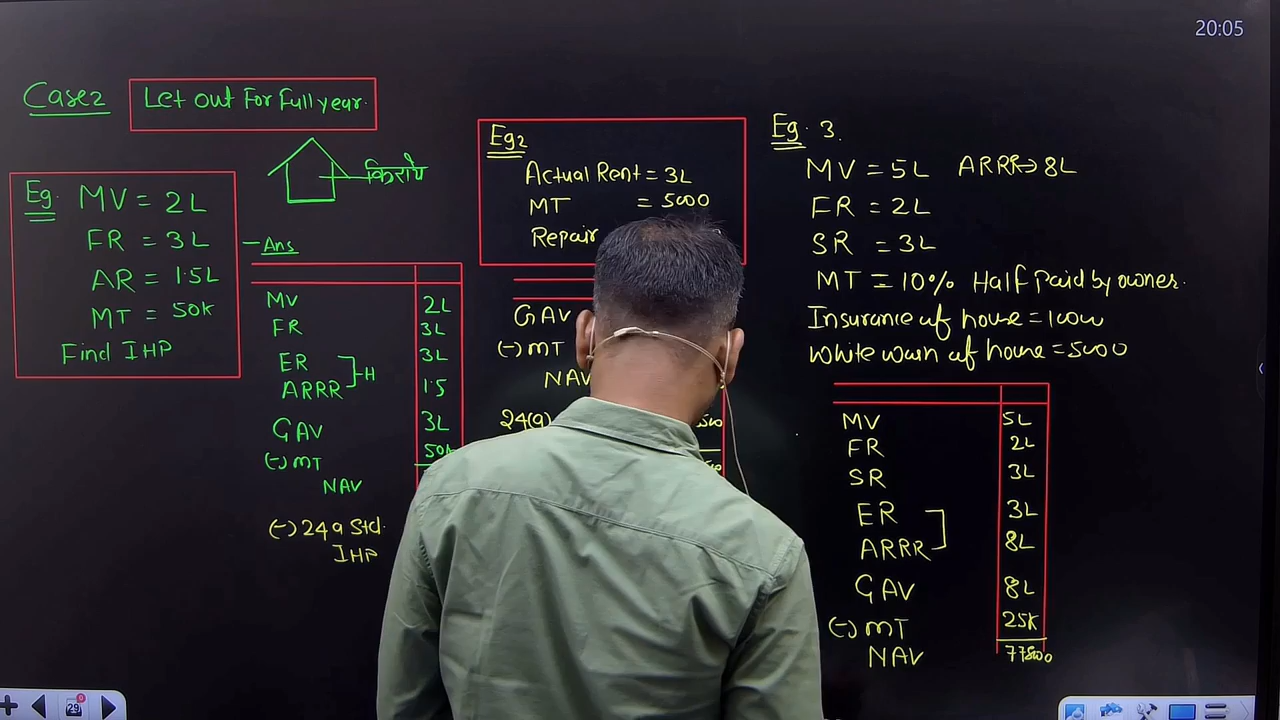 20:05
Case2
Let out For Full year.
किराये
Eg. MV = 2L
FR = 3L
AR = 1.5L
MT = 50K
Find IHP
Ans
MV 2L
FR 3L
ER 3L
ARRR H 1.5
GAV 3L
(-) MT 50K
NAV
(-) 24a Std.
IHP
Eg2
Actual Rent = 3L
MT = 5000
Repair
GAV
(-) MT
NAV
24(a)
Eg. 3.
MV = 5L ARRR→8L
FR = 2L
SR = 3L
MT = 10% Half Paid by owner.
Insurance of house = 1000
White wash of house = 5000
MV 5L
FR 2L
SR 3L
ER 3L
ARRR 8L
GAV 8L
(-) MT 25K
NAV
29